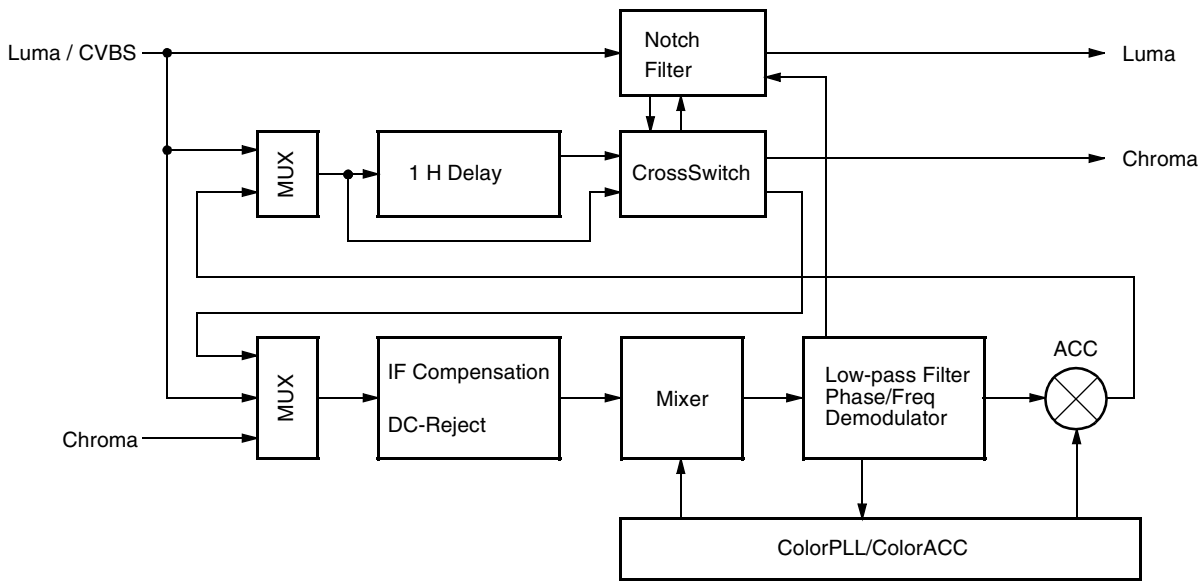 Luma / CVBS
Notch
Filter
Luma
MUX
1 H Delay
CrossSwitch
Chroma
MUX
IF Compensation
DC-Reject
Mixer
Low-pass Filter
Phase/Freq
Demodulator
ACC
Chroma
ColorPLL/ColorACC